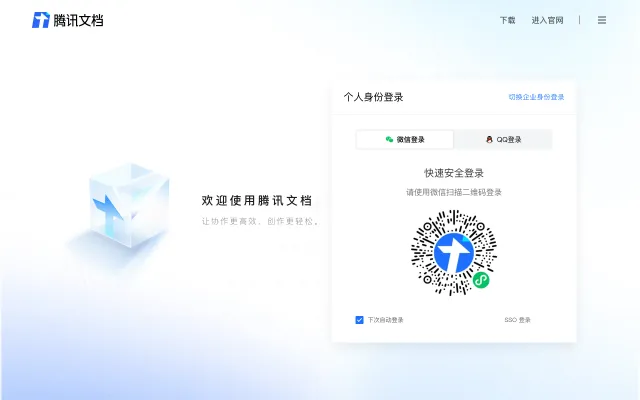 腾讯文档
下载
进入官网
个人身份登录
切换企业身份登录
微信登录
QQ登录
快速安全登录
请使用微信扫描二维码登录
欢迎使用腾讯文档
让协作更高效、创作更轻松。
下次自动登录
SSO 登录